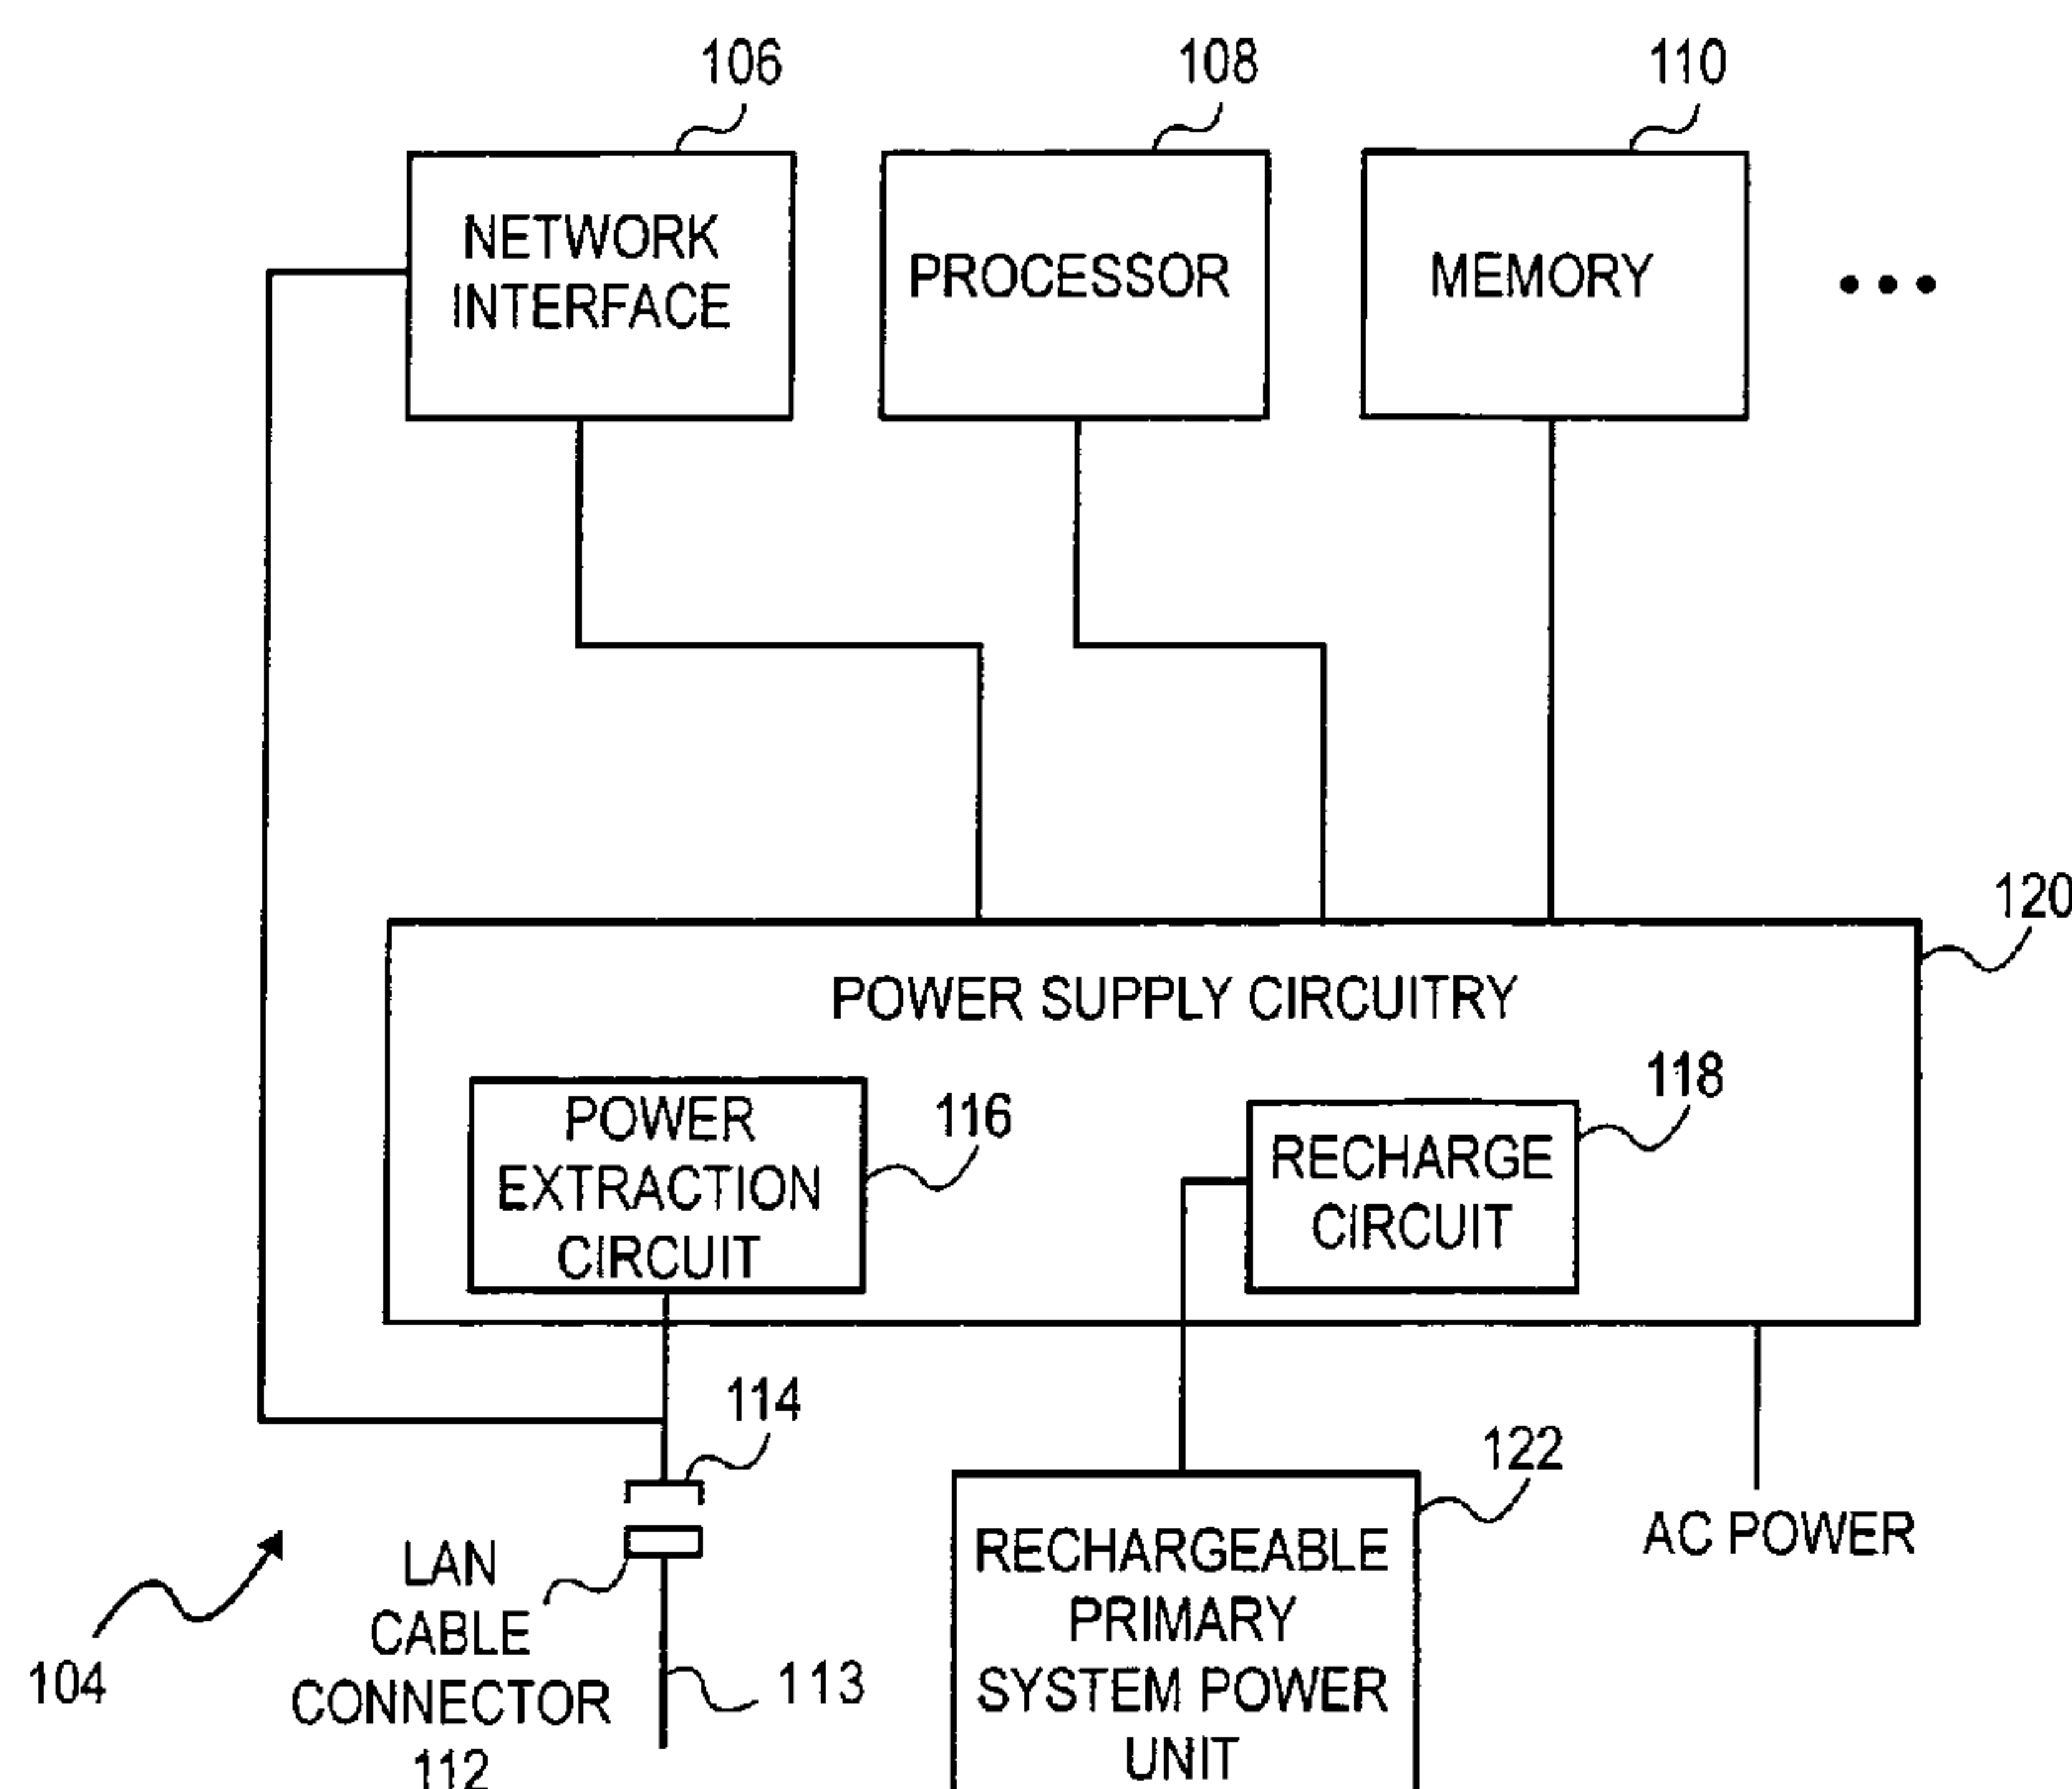 106
108
110
NETWORK
INTERFACE
PROCESSOR
MEMORY
120
POWER SUPPLY CIRCUITRY
POWER
EXTRACTION
CIRCUIT
116
RECHARGE
CIRCUIT
118
114
122
LAN
CABLE
CONNECTOR
112
113
104
RECHARGEABLE
PRIMARY
SYSTEM POWER
UNIT
AC POWER